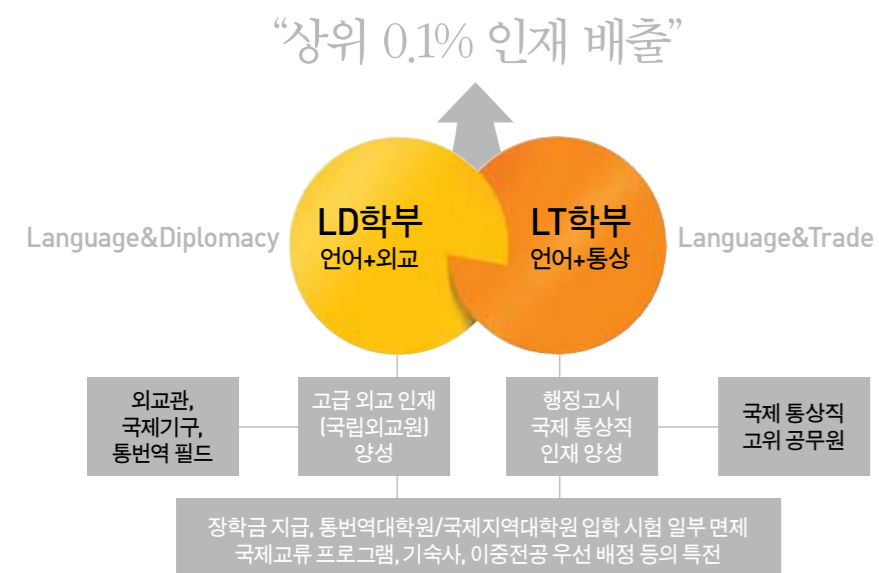 “상위 0.1% 인재 배출”
Language&Diplomacy
LD학부
언어+외교
LT학부
언어+통상
Language&Trade
외교관,
국제기구,
통번역 필드
고급 외교 인재
(국립외교원)
양성
행정고시
국제 통상직
인재 양성
국제 통상직
고위 공무원
장학금 지급, 통번역대학원/국제지역대학원 입학 시험 일부 면제
국제교류 프로그램, 기숙사, 이중전공 우선 배정 등의 특전